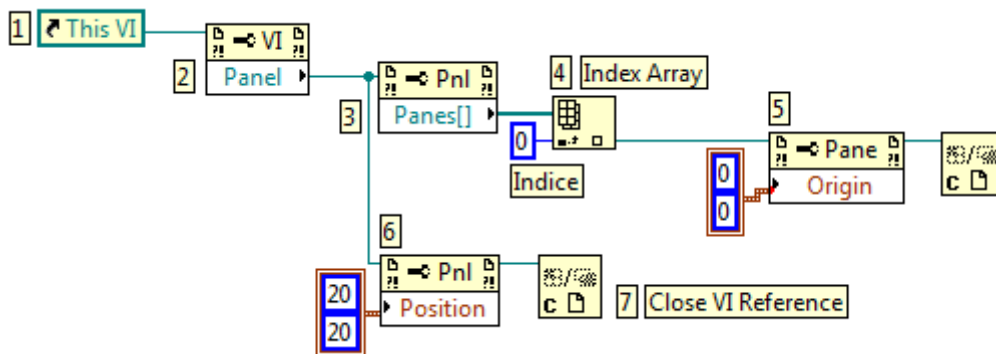 1
This VI
VI
2
Panel
3
Pnl
Panes[]
4
Index Array
0
Indice
5
Pane
Origin
0
0
C
6
Pnl
Position
20
20
C
7
Close VI Reference